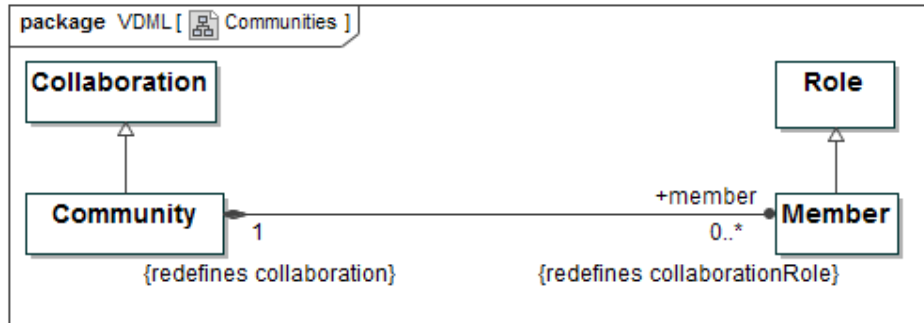 package VDML [ Communities ]
Collaboration
Role
Community
+member
Member
1
0..*
{redefines collaboration}
{redefines collaborationRole}